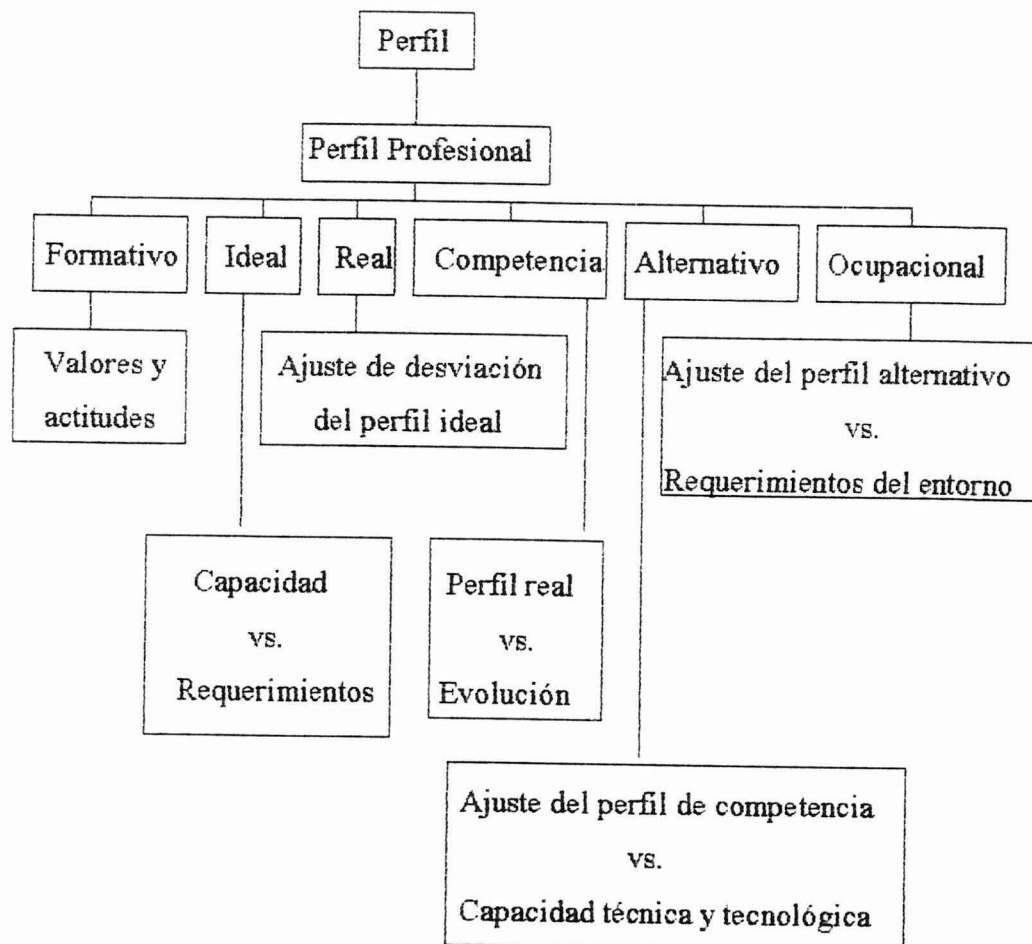 Perfil
Perfil Profesional
Formativo
Ideal
Real
Competencia
Alternativo
Ocupacional
Valores y
actitudes
Ajuste de desviación
del perfil ideal
Ajuste del perfil alternativo
vs.
Requerimientos del entorno
Capacidad
vs.
Requerimientos
Perfil real
vs.
Evolución
Ajuste del perfil de competencia
vs.
Capacidad técnica y tecnológica